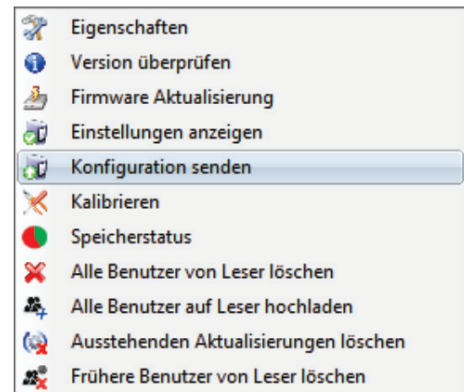 Eigenschaften
Version überprüfen
Firmware Aktualisierung
Einstellungen anzeigen
Konfiguration senden
Kalibrieren
Speicherstatus
Alle Benutzer von Leser löschen
Alle Benutzer auf Leser hochladen
Ausstehenden Aktualisierungen löschen
Frühere Benutzer von Leser löschen